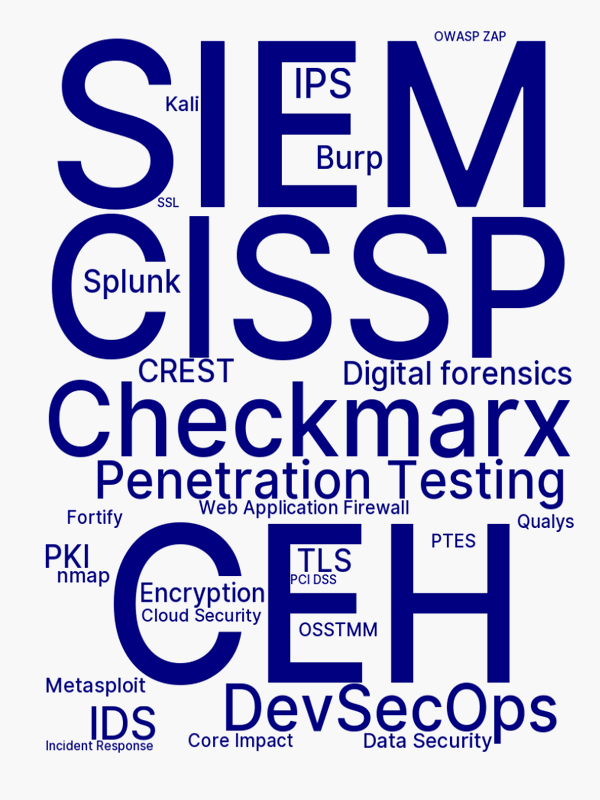 OWASP ZAP
SIEM
IPS
Kali
Burp
SSL
CISSP
Splunk
CREST
Digital forensics
Checkmarx
Penetration Testing
Web Application Firewall
Fortify
Qualys
CEH
PTES
PKI
TLS
nmap
PCI DSS
Encryption
Cloud Security
OSSTMM
Metasploit
DevSecOps
IDS
Incident Response
Core Impact
Data Security